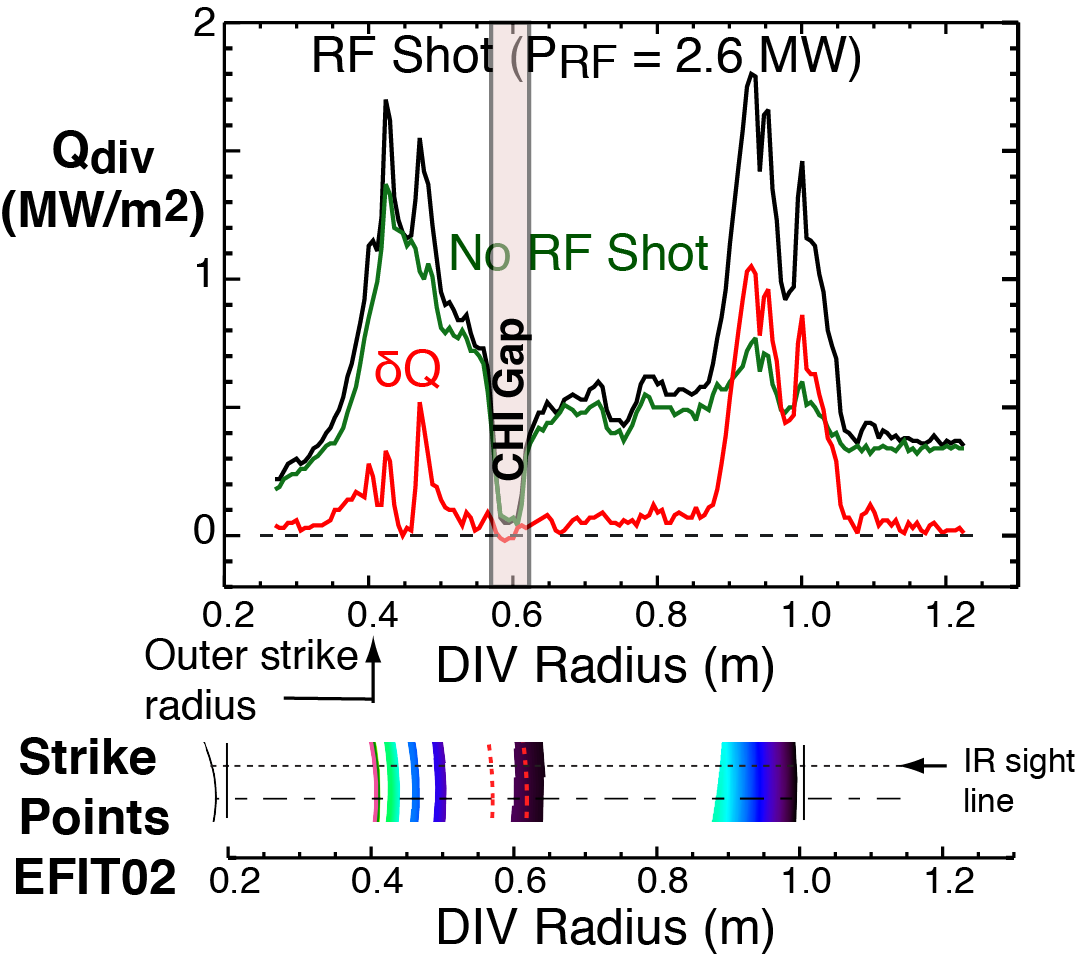 2
RF Shot (PRF = 2.6 MW)
Qdiv
(MW/m2)
No RF Shot
1
CHI Gap
δQ
0
0.2 0.4 0.6 0.8 1.0 1.2
Outer strike
radius
DIV Radius (m)
Strike
Points
EFIT02
IR sight
line
0.2 0.4 0.6 0.8 1.0 1.2
DIV Radius (m)